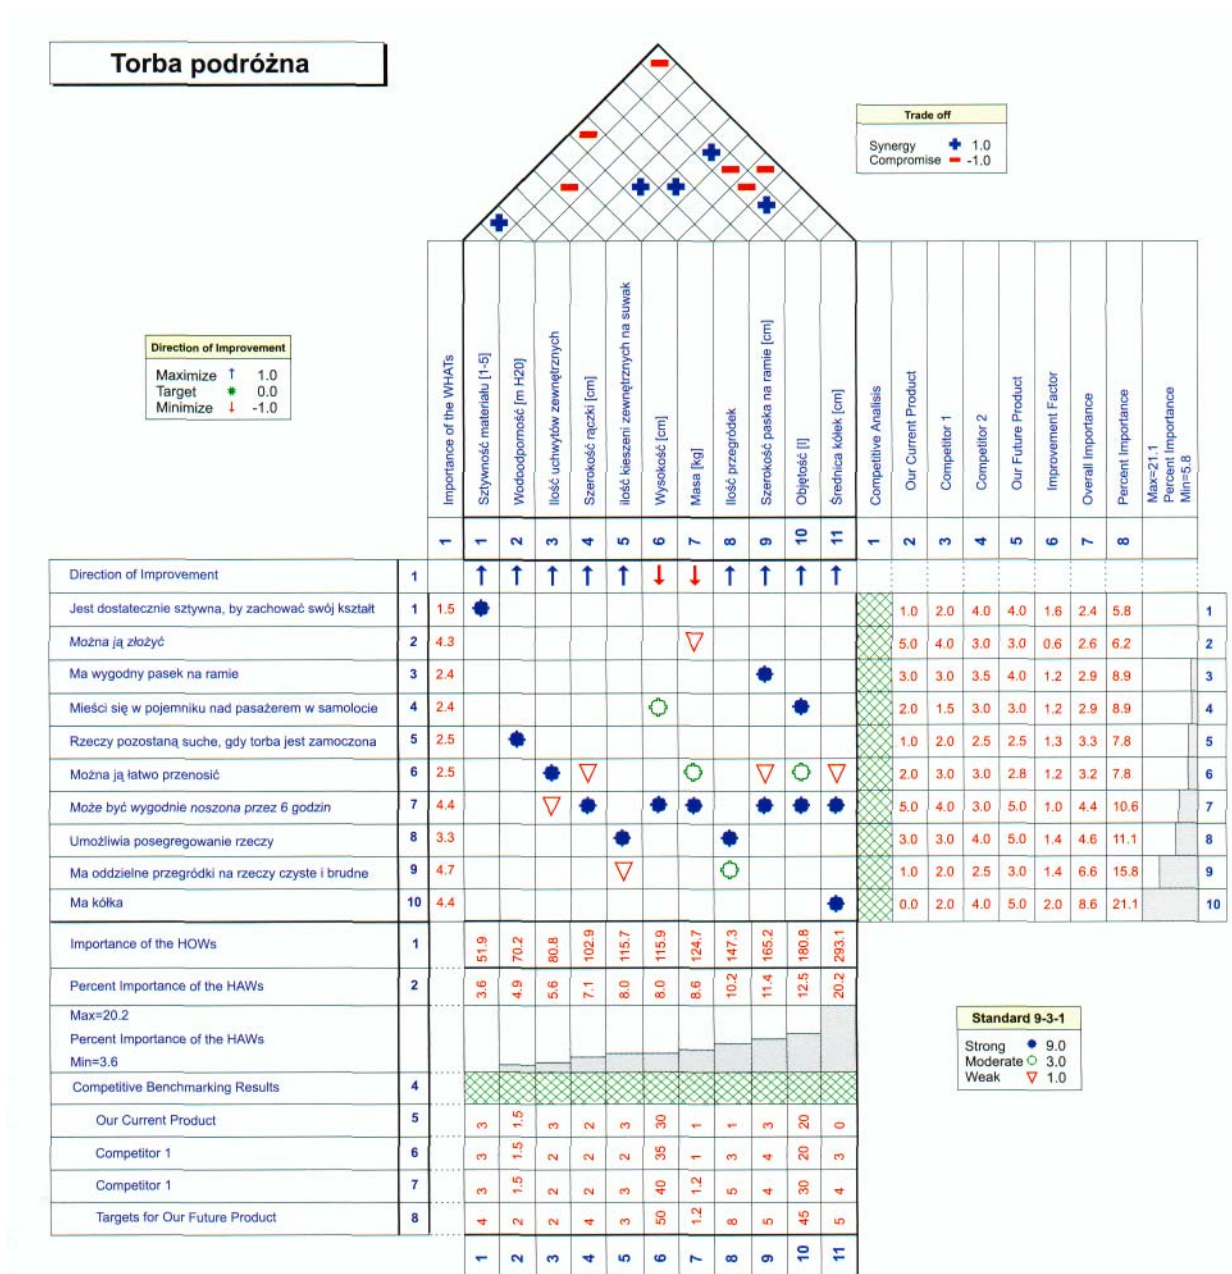 Torba podróżna
Trade off
Synergy 1.0
Compromise -1.0
Direction of Improvement
Maximize ↑ 1.0
Target 0.0
Minimize ↓ -1.0
Importance of the WHATs
Sztywność materiału [1-5]
Wodoodporność [m H20]
Ilość uchwytów zewnętrznych
Szerokość rączki [cm]
ilość kieszeni zewnętrznych na suwak
Wysokość [cm]
Masa [kg]
Ilość przegródek
Szerokość paska na ramie [cm]
Objętość [l]
Średnica kółek [cm]
Competitive Analisis
Our Current Product
Competitor 1
Competitor 2
Our Future Product
Improvement Factor
Overall Importance
Percent Importance
Max=21.1
Percent Importance
Min=5.8
1 1 2 3 4 5 6 7 8 9 10 11 1 2 3 4 5 6 7 8
Direction of Improvement 1 ↑ ↑ ↑ ↑ ↑ ↓ ↓ ↑ ↑ ↑ ↑
Jest dostatecznie sztywna, by zachować swój kształt 1 1.5 1.0 2.0 4.0 4.0 1.6 2.4 5.8 1
Można ją złożyć 2 4.3 5.0 4.0 3.0 3.0 0.6 2.6 6.2 2
Ma wygodny pasek na ramie 3 2.4 3.0 3.0 3.5 4.0 1.2 2.9 8.9 3
Mieści się w pojemniku nad pasażerem w samolocie 4 2.4 2.0 1.5 3.0 3.0 1.2 2.9 8.9 4
Rzeczy pozostaną suche, gdy torba jest zamoczona 5 2.5 1.0 2.0 2.5 2.5 1.3 3.3 7.8 5
Można ją łatwo przenosić 6 2.5 2.0 3.0 3.0 2.8 1.2 3.2 7.8 6
Może być wygodnie noszona przez 6 godzin 7 4.4 5.0 4.0 3.0 5.0 1.0 4.4 10.6 7
Umożliwia posegregowanie rzeczy 8 3.3 3.0 3.0 4.0 5.0 1.4 4.6 11.1 8
Ma oddzielne przegródki na rzeczy czyste i brudne 9 4.7 1.0 2.0 2.5 3.0 1.4 6.6 15.8 9
Ma kółka 10 4.4 0.0 2.0 4.0 5.0 2.0 8.6 21.1 10
Importance of the HOWs 1 51.9 70.2 80.8 102.9 115.7 115.9 124.7 147.3 165.2 180.8 293.1
Percent Importance of the HAWs 2 3.6 4.9 5.6 7.1 8.0 8.0 8.6 10.2 11.4 12.5 20.2
Max=20.2
Percent Importance of the HAWs
Min=3.6
Standard 9-3-1
Strong 9.0
Moderate 3.0
Weak 1.0
Competitive Benchmarking Results 4
Our Current Product 5 3 1.5 3 2 3 30 1 1 3 20 0
Competitor 1 6 3 1.5 2 2 2 35 1 3 4 20 3
Competitor 1 7 3 1.5 2 2 3 40 1.2 5 4 30 4
Targets for Our Future Product 8 4 2 2 4 3 50 1.2 8 5 45 5
1 2 3 4 5 6 7 8 9 10 11